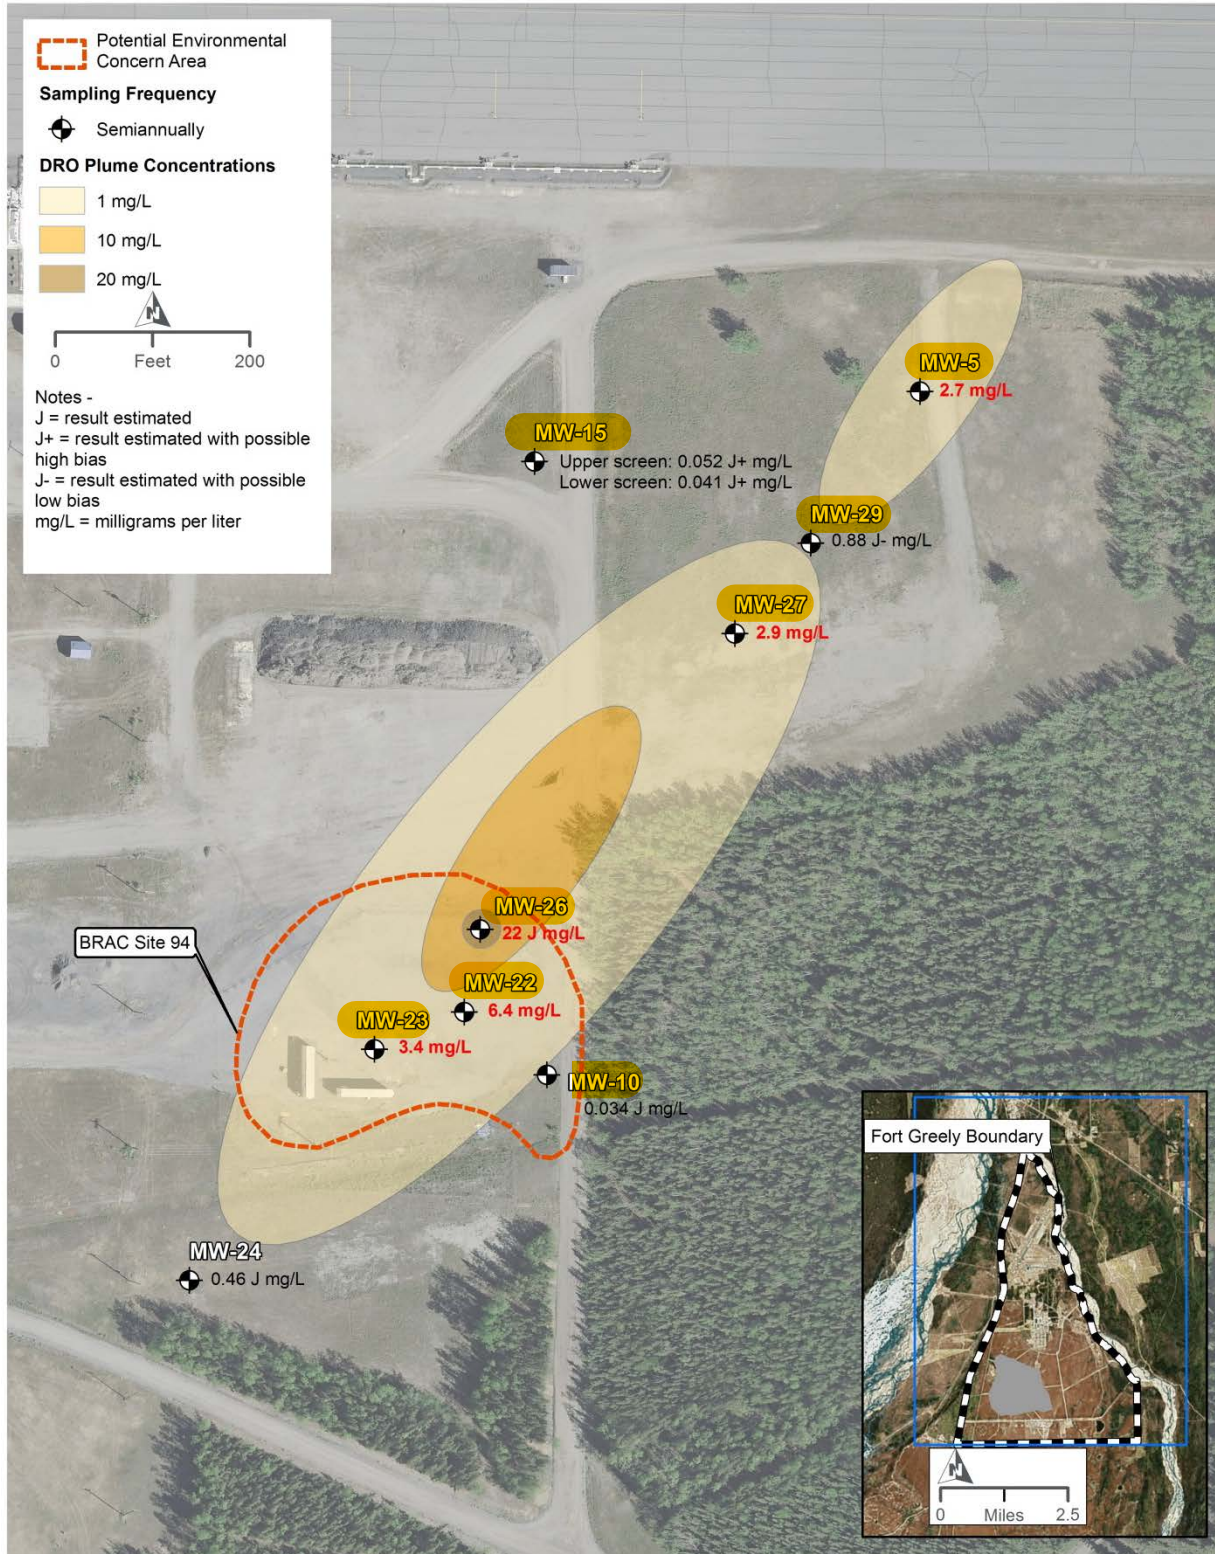 Potential Environmental
Concern Area
Sampling Frequency
Semiannually
DRO Plume Concentrations
1 mg/L
10 mg/L
20 mg/L
N
0 200
Feet
Notes -
J = result estimated
J+ = result estimated with possible
high bias
J- = result estimated with possible
low bias
mg/L = milligrams per liter
MW-5
2.7 mg/L
MW-15
Upper screen: 0.052 J+ mg/L
Lower screen: 0.041 J+ mg/L
MW-29
0.88 J- mg/L
MW-27
2.9 mg/L
MW-26
22 J mg/L
BRAC Site 94
MW-22
6.4 mg/L
MW-23
3.4 mg/L
MW-10
0.034 J mg/L
MW-24
0.46 J mg/L
Fort Greely Boundary
N
0 Miles 2.5